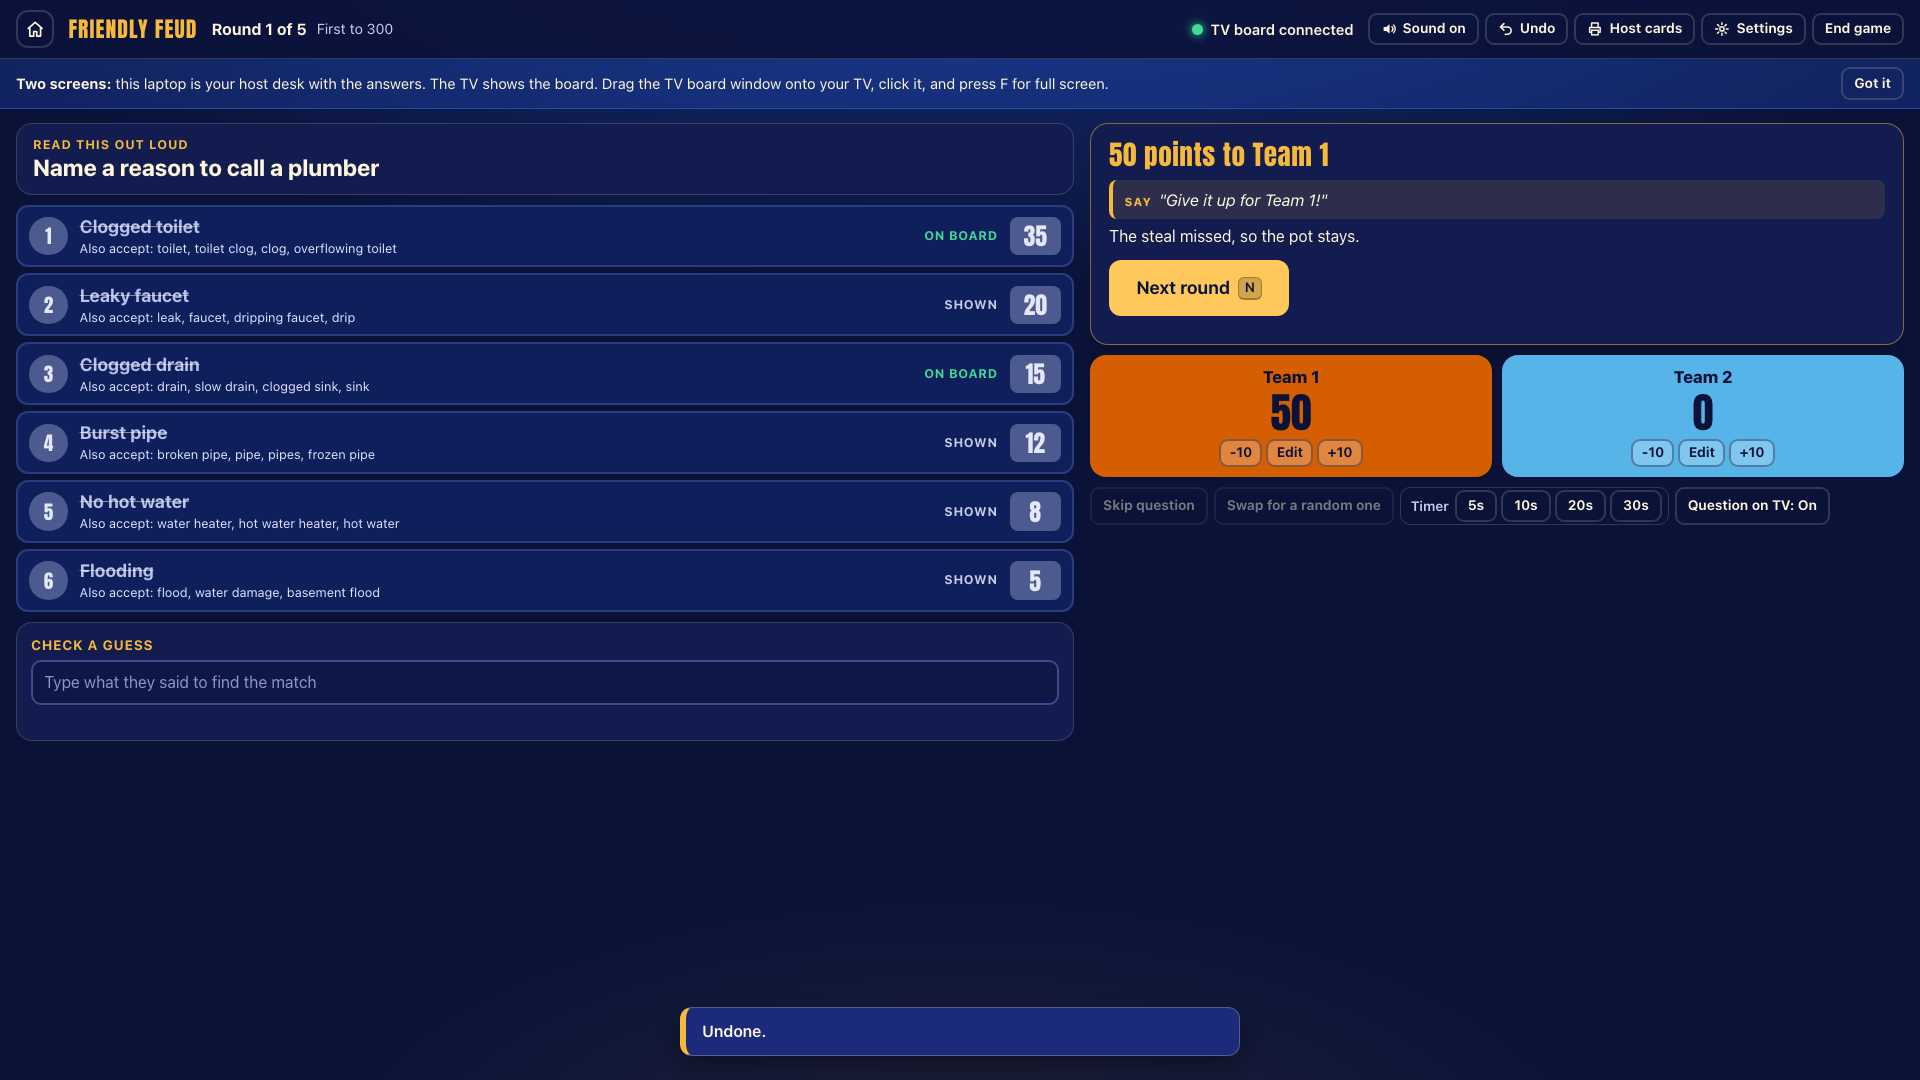 FRIENDLY FEUD Round 1 of 5 First to 300
TV board connected Sound on Undo Host cards Settings End game
Two screens: this laptop is your host desk with the answers. The TV shows the board. Drag the TV board window onto your TV, click it, and press F for full screen. Got it
READ THIS OUT LOUD
Name a reason to call a plumber
1 Clogged toilet ON BOARD 35
Also accept: toilet, toilet clog, clog, overflowing toilet
2 Leaky faucet SHOWN 20
Also accept: leak, faucet, dripping faucet, drip
3 Clogged drain ON BOARD 15
Also accept: drain, slow drain, clogged sink, sink
4 Burst pipe SHOWN 12
Also accept: broken pipe, pipe, pipes, frozen pipe
5 No hot water SHOWN 8
Also accept: water heater, hot water heater, hot water
6 Flooding SHOWN 5
Also accept: flood, water damage, basement flood
CHECK A GUESS
Type what they said to find the match
50 points to Team 1
SAY "Give it up for Team 1!"
The steal missed, so the pot stays.
Next round N
Team 1
50
-10 Edit +10
Team 2
0
-10 Edit +10
Skip question Swap for a random one Timer 5s 10s 20s 30s Question on TV: On
Undone.